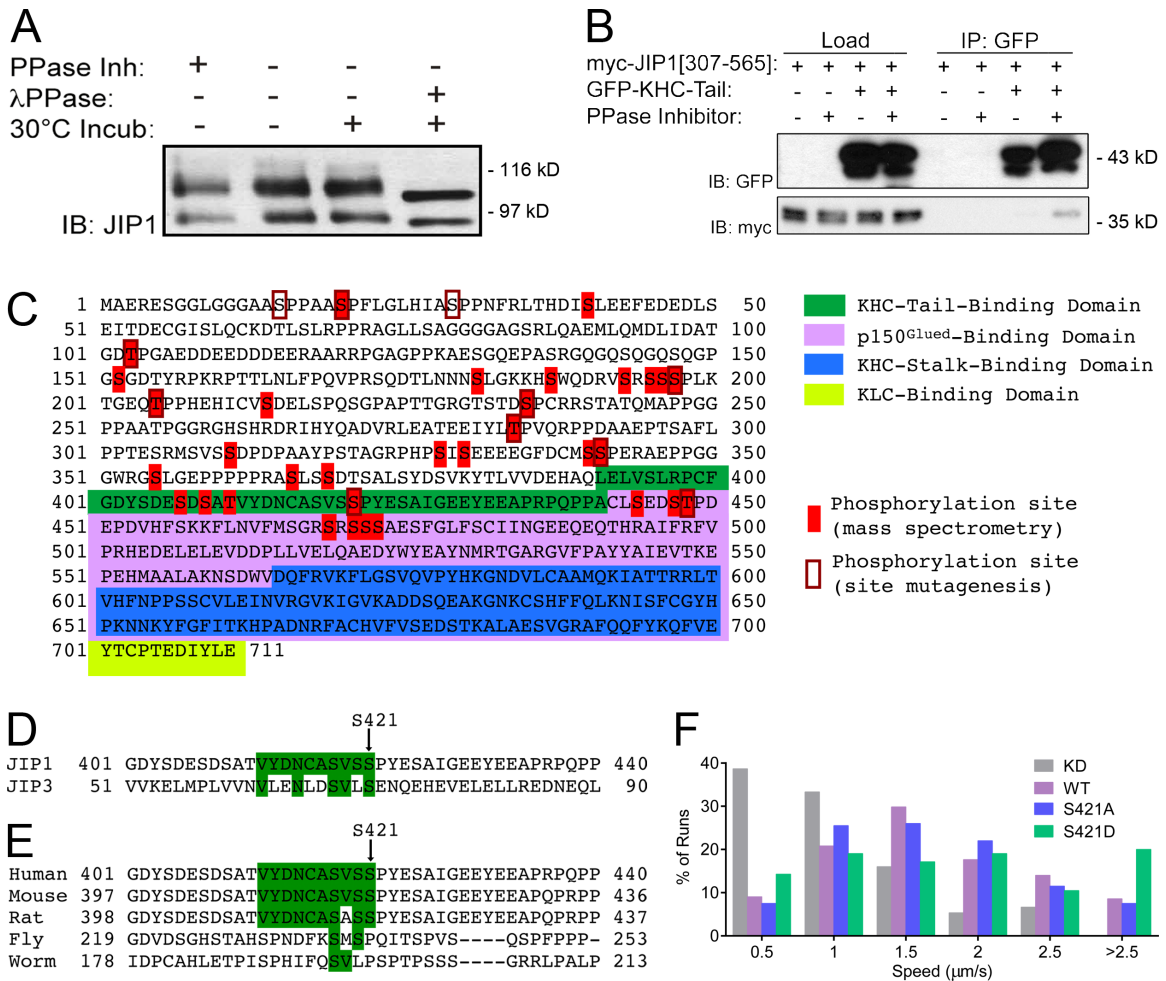 A
PPase Inh: + - - -
λPPase: - - - +
30°C Incub: - - + +
- 116 kD
- 97 kD
IB: JIP1
B
Load IP: GFP
myc-JIP1[307-565]: + + + + + + + +
GFP-KHC-Tail: - - + + - - + +
PPase Inhibitor: - + - + - + - +
IB: GFP - 43 kD
IB: myc - 35 kD
C
1 MAERESGGLGGGAASPPAASPFLGLHIASPPNFRLTHDISLEEFEDEDLS 50
51 EITDECGISLQCKDTLSLRPPRAGLLSAGGGGAGSRLQAEMLQMDLIDAT 100
101 GDTPGAEDDEEDDDEERAARRPGAGPPKAESGQEPASRGQGQSQGQSQGP 150
151 GSGDTYRPKRPTTLNLFPQVPRSQDTLNNNSLGKKHSWQDRVSRSSSPLK 200
201 TGEQTPPHEHICVSDELSPQSGPAPTTGRGTSTDSPCRRSTATQMAPPGG 250
251 PPAATPGGRGHSHRDRIHYQADVRLEATEEIYLTPVQRPPDAAEPTSAFL 300
301 PPTESRMSVSSDPDPAAYPSTAGRPHPSISEEEEGFDCMSSPERAEPPGG 350
351 GWRGSLGEPPPPPRASLSSDTSALSYDSVKYTLVVDEHAQLELVSLRPCF 400
401 GDYSDESDSATVYDNCASVSSPYESAIGEEYEEAPRPQPPACLSEDSTPD 450
451 EPDVHFSKKFLNVFMSGRSRSSSAESFGLFSCIINGEEQEQTHRAIFRFV 500
501 PRHEDELELEVDDPLLVELQAEDYWYEAYNMRTGARGVFPAYYAIEVTKE 550
551 PEHMAALAKNSDWVDQFRVKFLGSVQVPYHKGNDVLCAAMQKIATTRRLT 600
601 VHFNPPSSCVLEINVRGVKIGVKADDSQEAKGNKCSHFFQLKNISFCGYH 650
651 PKNNKYFGFITKHPADNRFACHVFVSEDSTKALAESVGRAFQQFYKQFVE 700
701 YTCPTEDIYLE 711
KHC-Tail-Binding Domain
p150Glued-Binding Domain
KHC-Stalk-Binding Domain
KLC-Binding Domain
Phosphorylation site
(mass spectrometry)
Phosphorylation site
(site mutagenesis)
D
S421
JIP1 401 GDYSDESDSATVYDNCASVSSPYESAIGEEYEEAPRPQPP 440
JIP3 51 VVKELMPLVVNVLENLDSVLSENQEHEVELELLREDNEQL 90
E
S421
Human 401 GDYSDESDSATVYDNCASVSSPYESAIGEEYEEAPRPQPP 440
Mouse 397 GDYSDESDSATVYDNCASVSSPYESAIGEEYEEAPRPQPP 436
Rat 398 GDYSDESDSATVYDNCASASSPYESAIGEEYEEAPQPRPP 437
Fly 219 GDVDSGHSTAHSPNDFKSMSPQITSPVS----QSPFPPP- 253
Worm 178 IDPCAHLETPISPHIFQSVLPSPTPSSS----GRRLPALP 213
F
% of Runs
40
30
20
10
0
KD
WT
S421A
S421D
0.5 1 1.5 2 2.5 >2.5
Speed (μm/s)